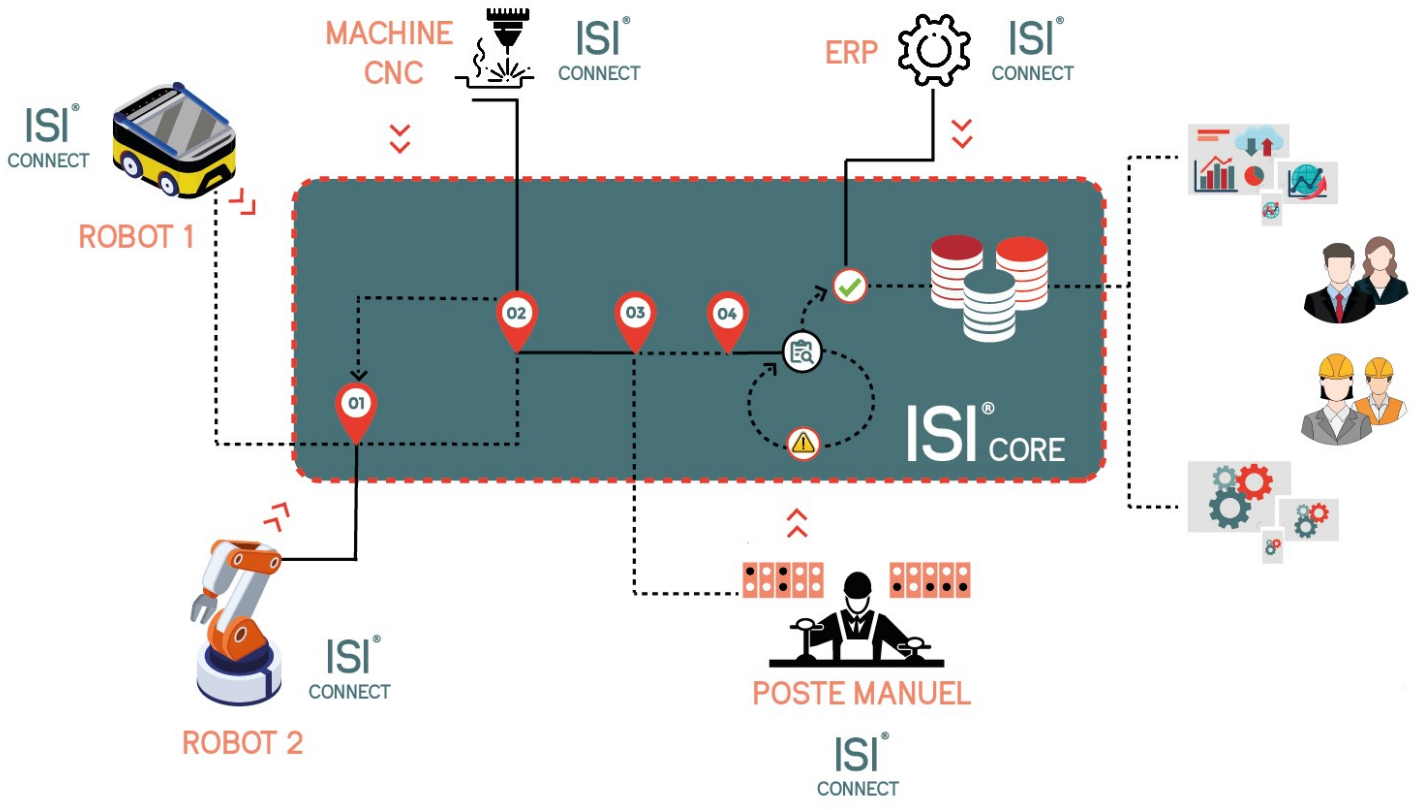 MACHINE
CNC
ISI®
CONNECT
ERP
ISI®
CONNECT
ISI®
CONNECT
ROBOT 1
02
03
04
01
ISI®
CORE
ISI®
CONNECT
ROBOT 2
POSTE MANUEL
ISI®
CONNECT